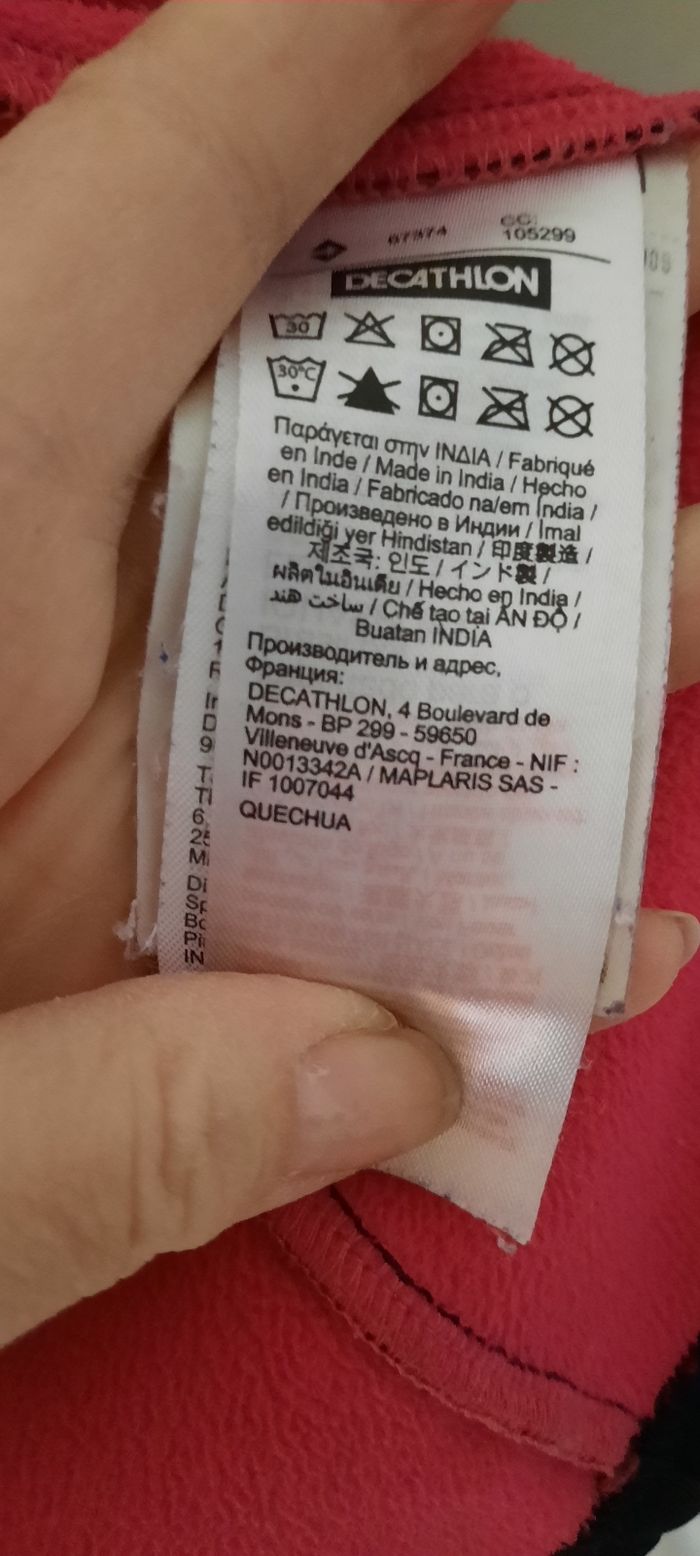 67374
CC:
105299
DECATHLON
30
30°C
Παράγεται στην ΙΝΔΙΑ / Fabriqué
en Inde / Made in India / Hecho
en India / Fabricado na/em Índia /
/ Произведено в Индии / İmal
edildiği yer Hindistan / 印度製造 /
제조국: 인도 / インド製 /
ผลิตในอินเดีย / Hecho en India /
ساخت هند / Chế tạo tại ẤN ĐỘ /
Buatan INDIA
Производитель и адрес,
Франция:
DECATHLON, 4 Boulevard de
Mons - BP 299 - 59650
Villeneuve d'Ascq - France - NIF :
N0013342A / MAPLARIS SAS -
IF 1007044
QUECHUA